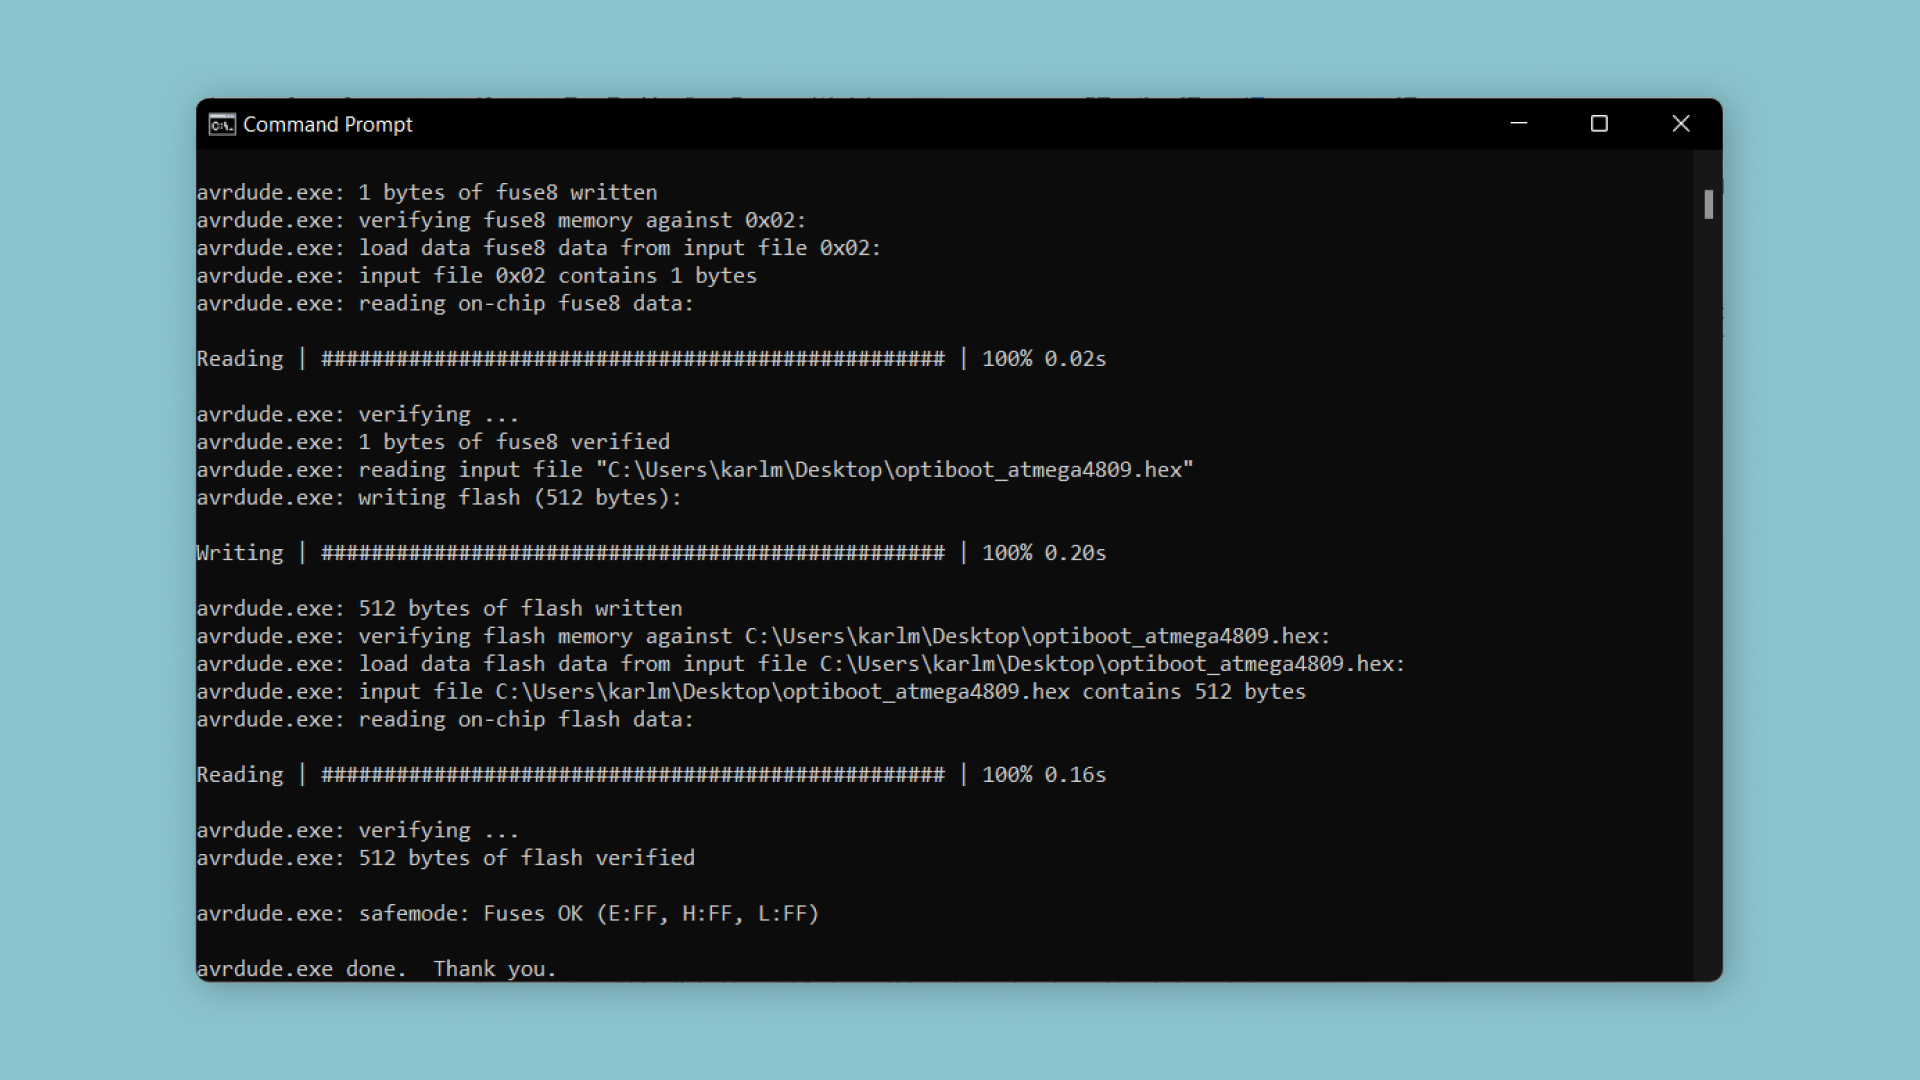 Command Prompt
avrdude.exe: 1 bytes of fuse8 written
avrdude.exe: verifying fuse8 memory against 0x02:
avrdude.exe: load data fuse8 data from input file 0x02:
avrdude.exe: input file 0x02 contains 1 bytes
avrdude.exe: reading on-chip fuse8 data:
Reading | ################################################## | 100% 0.02s
avrdude.exe: verifying ...
avrdude.exe: 1 bytes of fuse8 verified
avrdude.exe: reading input file "C:\Users\karlm\Desktop\optiboot_atmega4809.hex"
avrdude.exe: writing flash (512 bytes):
Writing | ################################################## | 100% 0.20s
avrdude.exe: 512 bytes of flash written
avrdude.exe: verifying flash memory against C:\Users\karlm\Desktop\optiboot_atmega4809.hex:
avrdude.exe: load data flash data from input file C:\Users\karlm\Desktop\optiboot_atmega4809.hex:
avrdude.exe: input file C:\Users\karlm\Desktop\optiboot_atmega4809.hex contains 512 bytes
avrdude.exe: reading on-chip flash data:
Reading | ################################################## | 100% 0.16s
avrdude.exe: verifying ...
avrdude.exe: 512 bytes of flash verified
avrdude.exe: safemode: Fuses OK (E:FF, H:FF, L:FF)
avrdude.exe done.  Thank you.